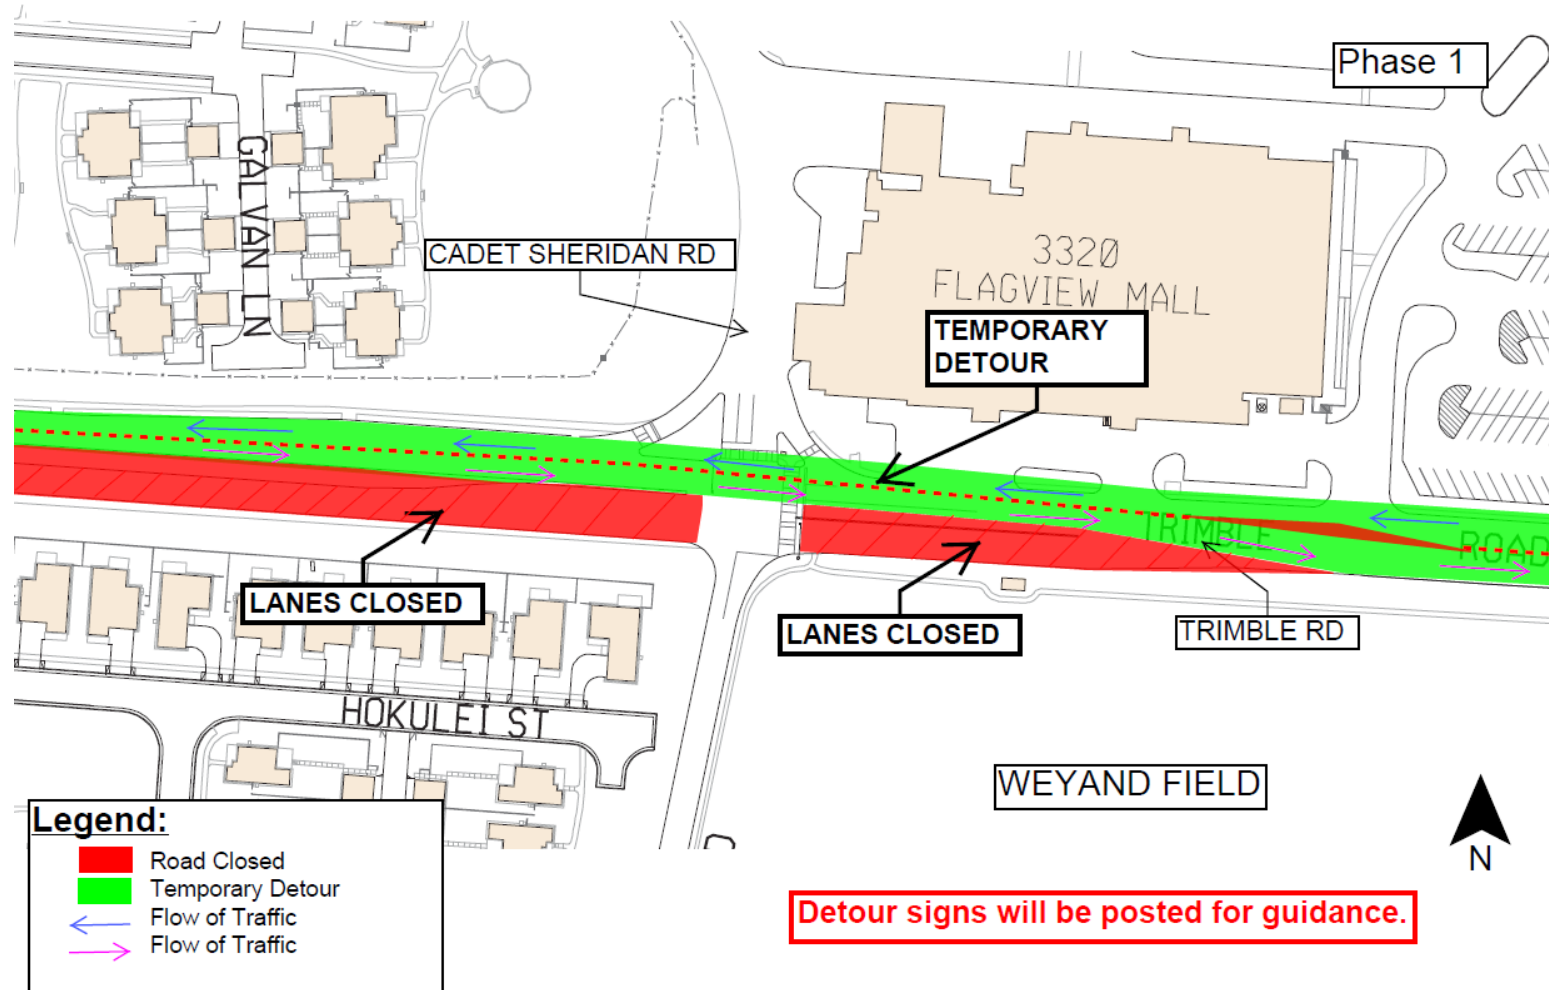 Phase 1
GALVAN LN
CADET SHERIDAN RD
3320
FLAGVIEW MALL
TEMPORARY
DETOUR
TRIMBLE ROAD
LANES CLOSED
LANES CLOSED
TRIMBLE RD
HOKULEI ST
WEYAND FIELD
N
Legend:
Road Closed
Temporary Detour
Flow of Traffic
Flow of Traffic
Detour signs will be posted for guidance.